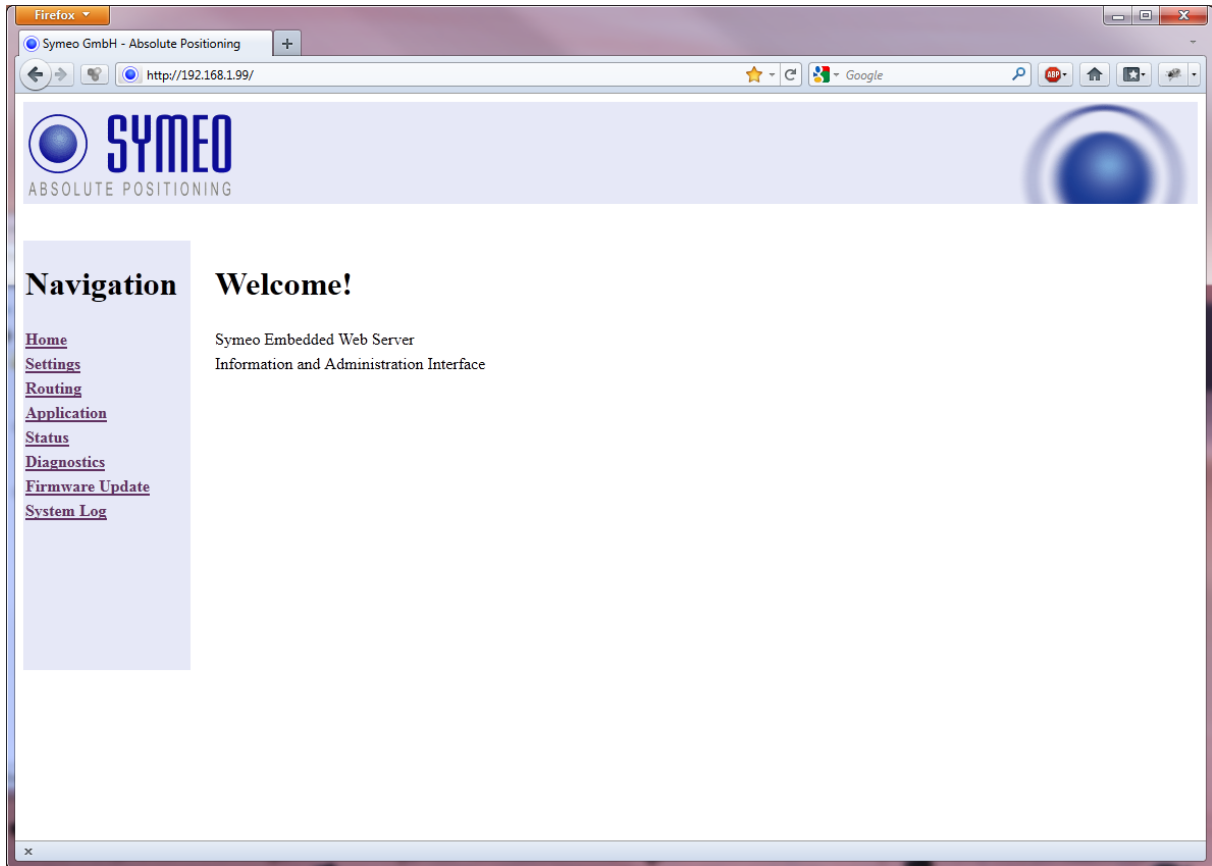 Firefox
Symeo GmbH - Absolute Positioning
http://192.168.1.99/
Google
ABP
SYMEO
ABSOLUTE POSITIONING
Navigation
Home
Settings
Routing
Application
Status
Diagnostics
Firmware Update
System Log
Welcome!
Symeo Embedded Web Server
Information and Administration Interface